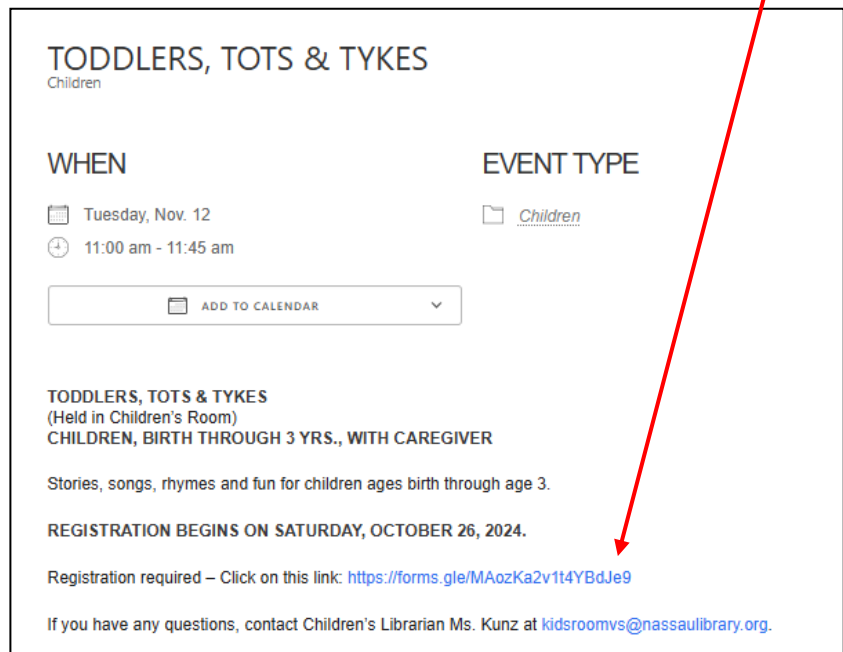 TODDLERS, TOTS & TYKES
Children
WHEN
Tuesday, Nov. 12
11:00 am - 11:45 am
EVENT TYPE
Children
ADD TO CALENDAR
TODDLERS, TOTS & TYKES
(Held in Children's Room)
CHILDREN, BIRTH THROUGH 3 YRS., WITH CAREGIVER
Stories, songs, rhymes and fun for children ages birth through age 3.
REGISTRATION BEGINS ON SATURDAY, OCTOBER 26, 2024.
Registration required – Click on this link: https://forms.gle/MAozKa2v1t4YBdJe9
If you have any questions, contact Children's Librarian Ms. Kunz at kidsroomvs@nassaulibrary.org.